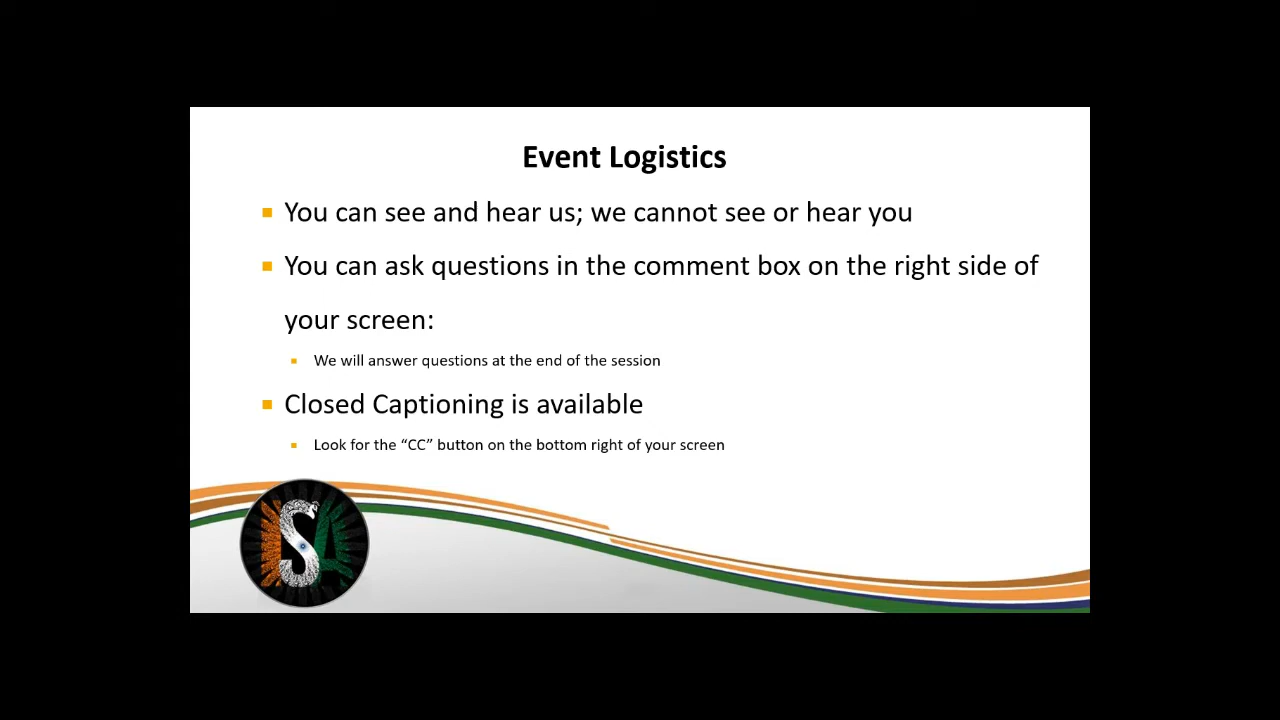 Event Logistics
You can see and hear us; we cannot see or hear you
You can ask questions in the comment box on the right side of
your screen:
We will answer questions at the end of the session
Closed Captioning is available
Look for the “CC” button on the bottom right of your screen
ISA